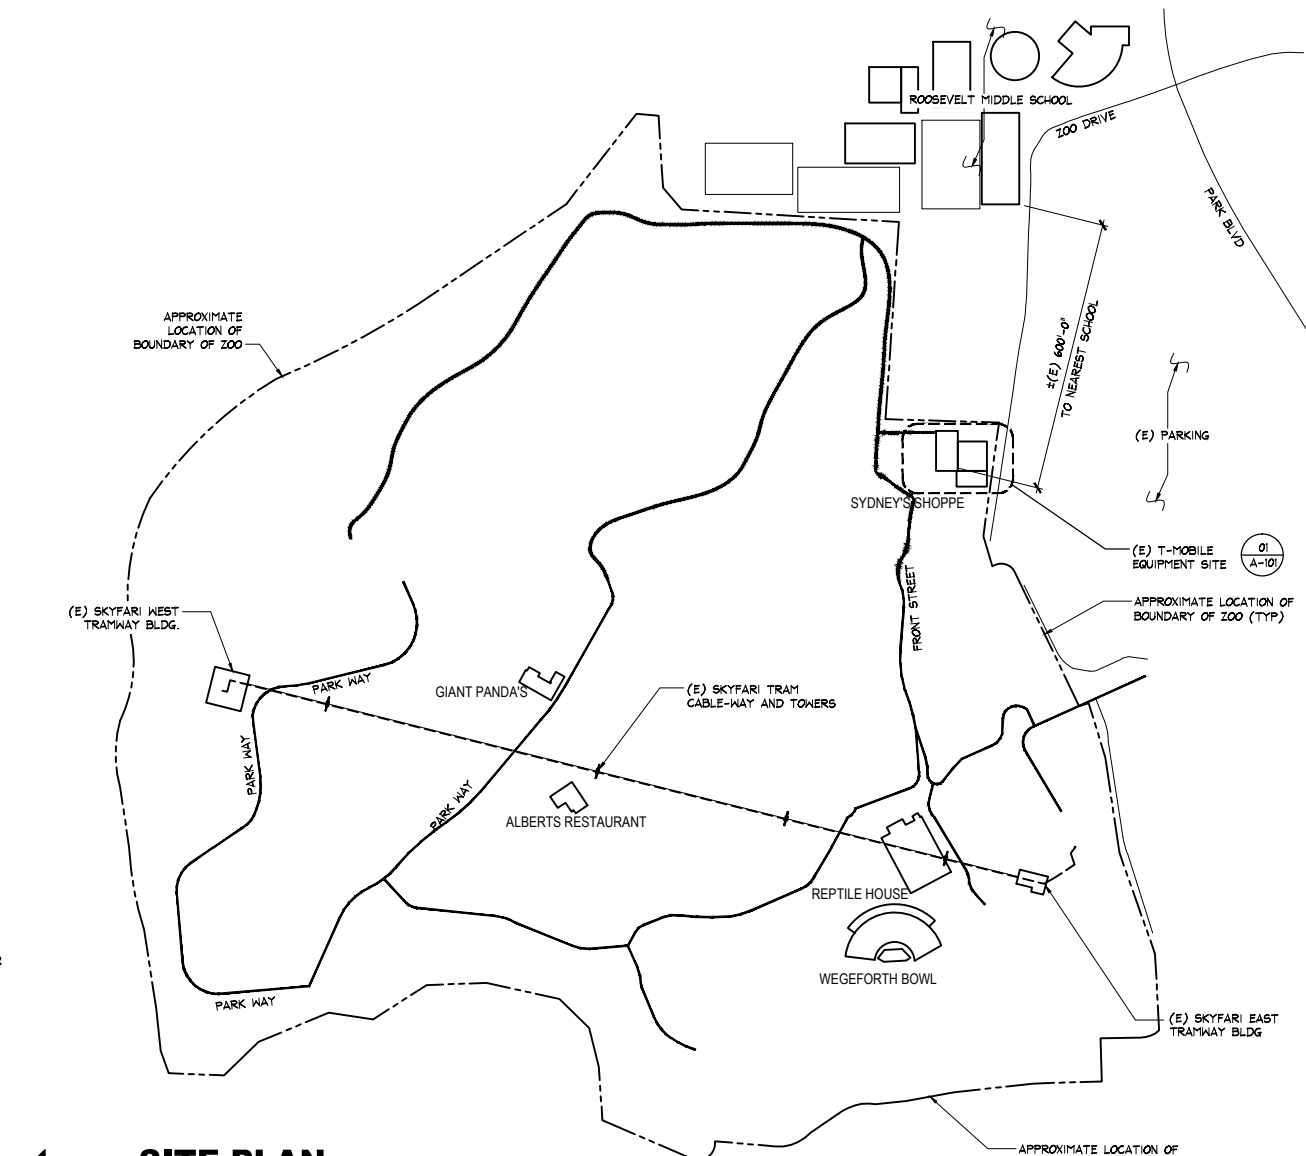 ROOSEVELT MIDDLE SCHOOL
ZOO DRIVE
PARK BLVD
APPROXIMATE
LOCATION OF
BOUNDARY OF ZOO
±(E) 600'-0"
TO NEAREST SCHOOL
(E) PARKING
SYDNEY'S SHOPPE
(E) T-MOBILE
EQUIPMENT SITE
01
A-101
FRONT STREET
APPROXIMATE LOCATION OF
BOUNDARY OF ZOO (TYP)
(E) SKYFARI WEST
TRAMWAY BLDG.
PARK WAY
GIANT PANDA'S
(E) SKYFARI TRAM
CABLE-WAY AND TOWERS
PARK WAY
PARK WAY
ALBERTS RESTAURANT
REPTILE HOUSE
WEGEFORTH BOWL
PARK WAY
(E) SKYFARI EAST
TRAMWAY BLDG
APPROXIMATE LOCATION OF
SITE PLAN